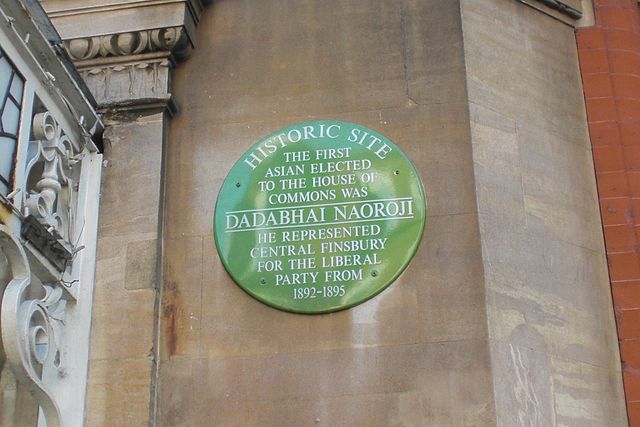 HISTORIC SITE
THE FIRST
ASIAN ELECTED
TO THE HOUSE OF
COMMONS WAS
DADABHAI NAOROJI
HE REPRESENTED
CENTRAL FINSBURY
FOR THE LIBERAL
PARTY FROM
1892-1895